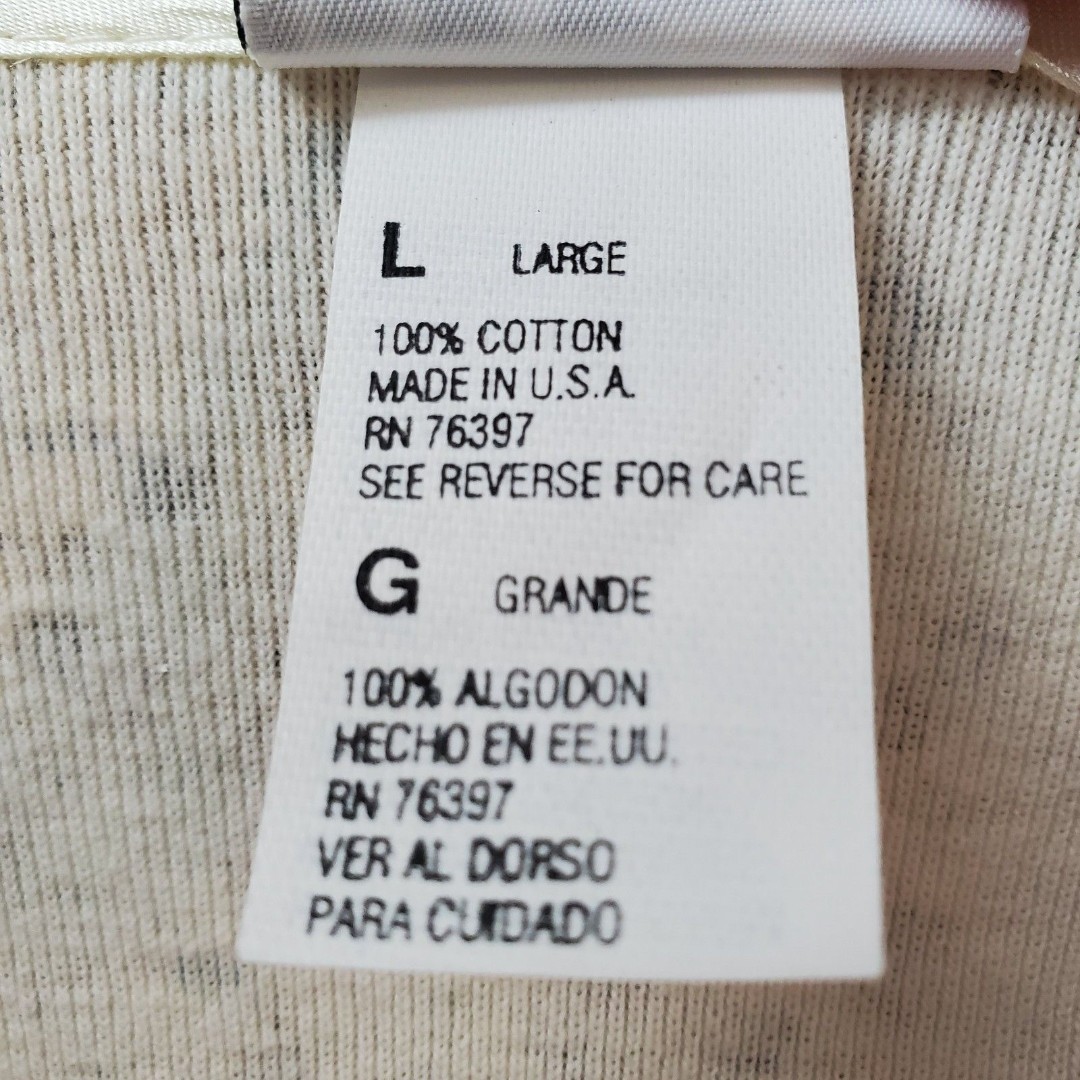 L LARGE
100% COTTON
MADE IN U.S.A.
RN 76397
SEE REVERSE FOR CARE
G GRANDE
100% ALGODON
HECHO EN EE.UU.
RN 76397
VER AL DORSO
PARA CUIDADO